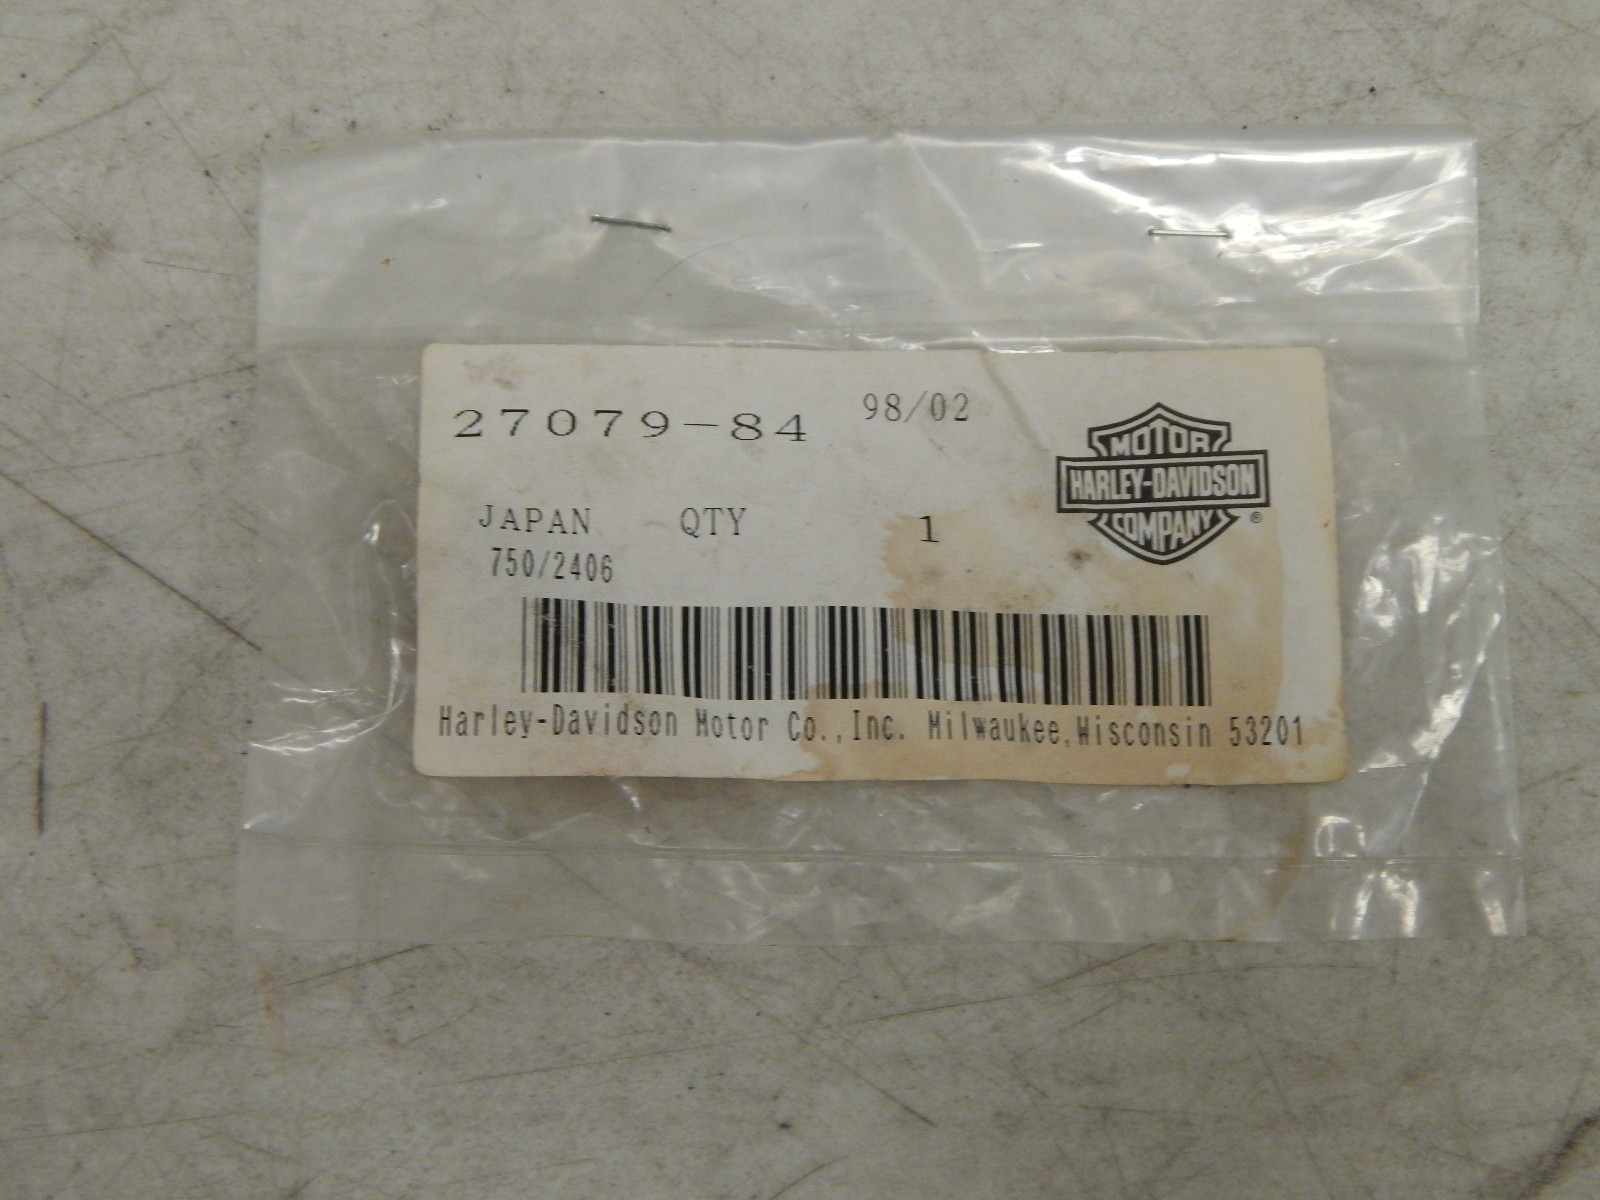 27079-84 98/02
MOTOR
HARLEY-DAVIDSON
COMPANY
®
JAPAN QTY 1
750/2406
Harley-Davidson Motor Co.,Inc. Milwaukee,Wisconsin 53201